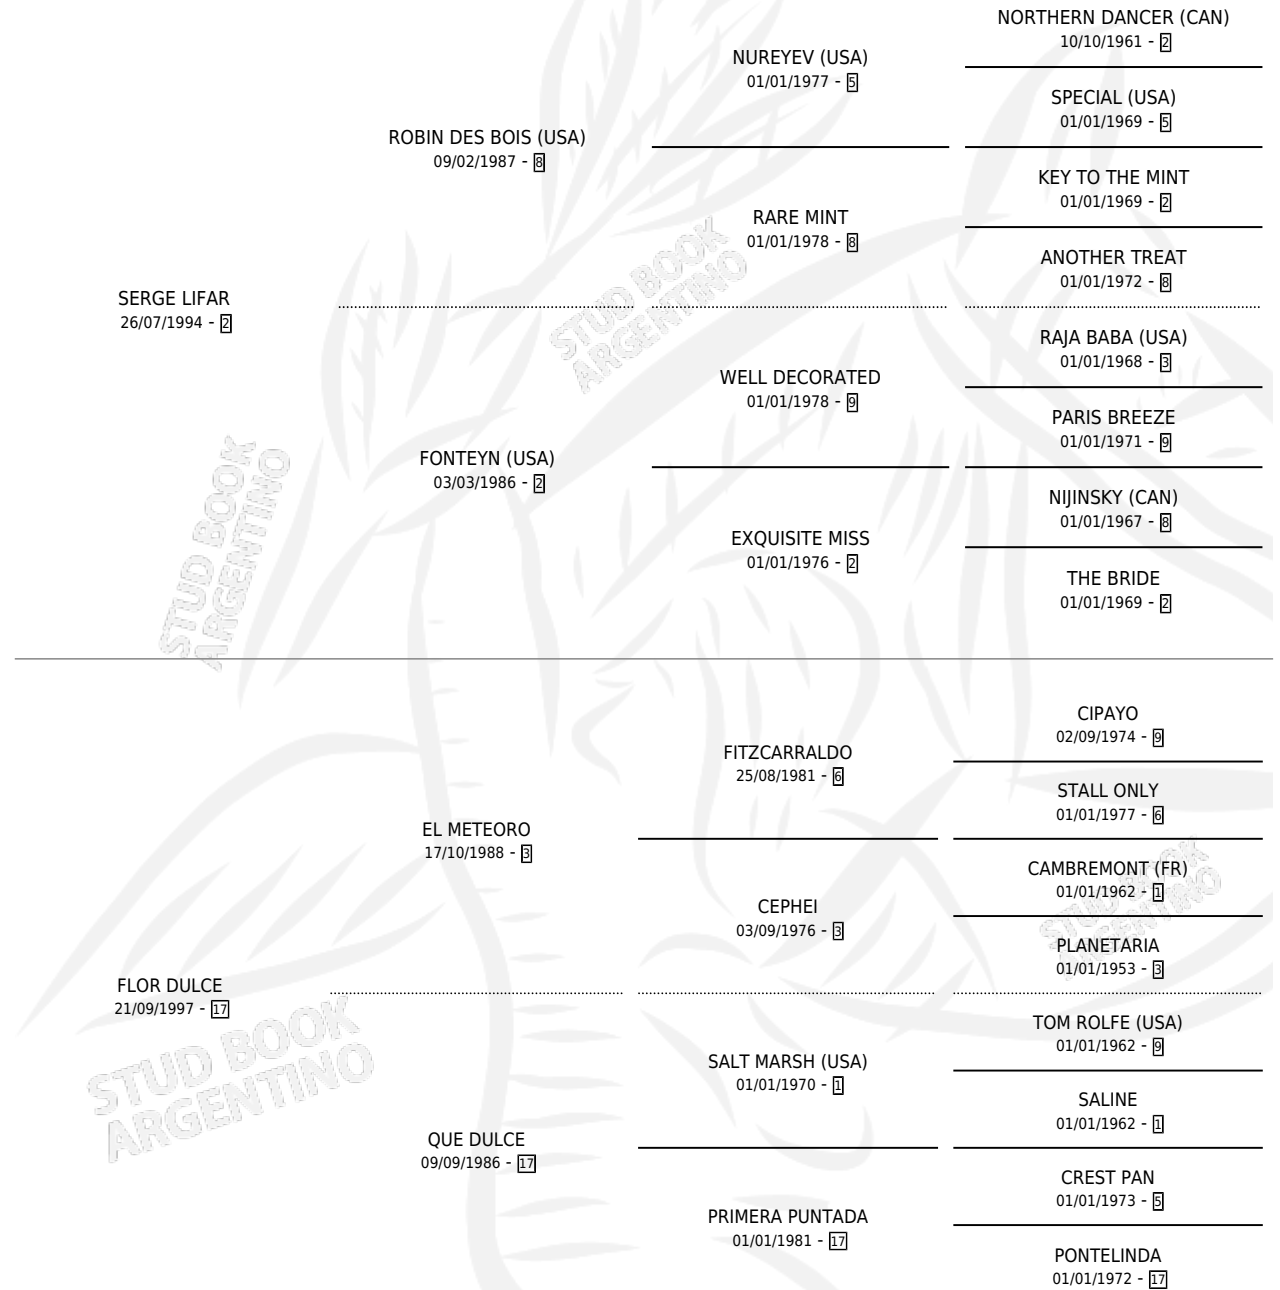 NORTHERN DANCER (CAN)
10/10/1961 - 2
NUREYEV (USA)
01/01/1977 - 5
SPECIAL (USA)
01/01/1969 - 5
ROBIN DES BOIS (USA)
09/02/1987 - 8
KEY TO THE MINT
01/01/1969 - 2
RARE MINT
01/01/1978 - 8
ANOTHER TREAT
01/01/1972 - 8
SERGE LIFAR
26/07/1994 - 2
STUD BOOK
ARGENTINO
RAJA BABA (USA)
01/01/1968 - 3
WELL DECORATED
01/01/1978 - 9
PARIS BREEZE
01/01/1971 - 9
FONTEYN (USA)
03/03/1986 - 2
NIJINSKY (CAN)
01/01/1967 - 8
EXQUISITE MISS
01/01/1976 - 2
THE BRIDE
01/01/1969 - 2
STUD BOOK
ARGENTINO
CIPAYO
02/09/1974 - 9
FITZCARRALDO
25/08/1981 - 6
STALL ONLY
01/01/1977 - 6
EL METEORO
17/10/1988 - 3
CAMBREMONT (FR)
01/01/1962 - 1
CEPHEI
03/09/1976 - 3
STUD BOOK
ARGENTINO
PLANETARIA
01/01/1953 - 3
FLOR DULCE
21/09/1997 - 17
STUD BOOK
ARGENTINO
TOM ROLFE (USA)
01/01/1962 - 9
SALT MARSH (USA)
01/01/1970 - 1
SALINE
01/01/1962 - 1
QUE DULCE
09/09/1986 - 17
CREST PAN
01/01/1973 - 5
PRIMERA PUNTADA
01/01/1981 - 17
PONTELINDA
01/01/1972 - 17